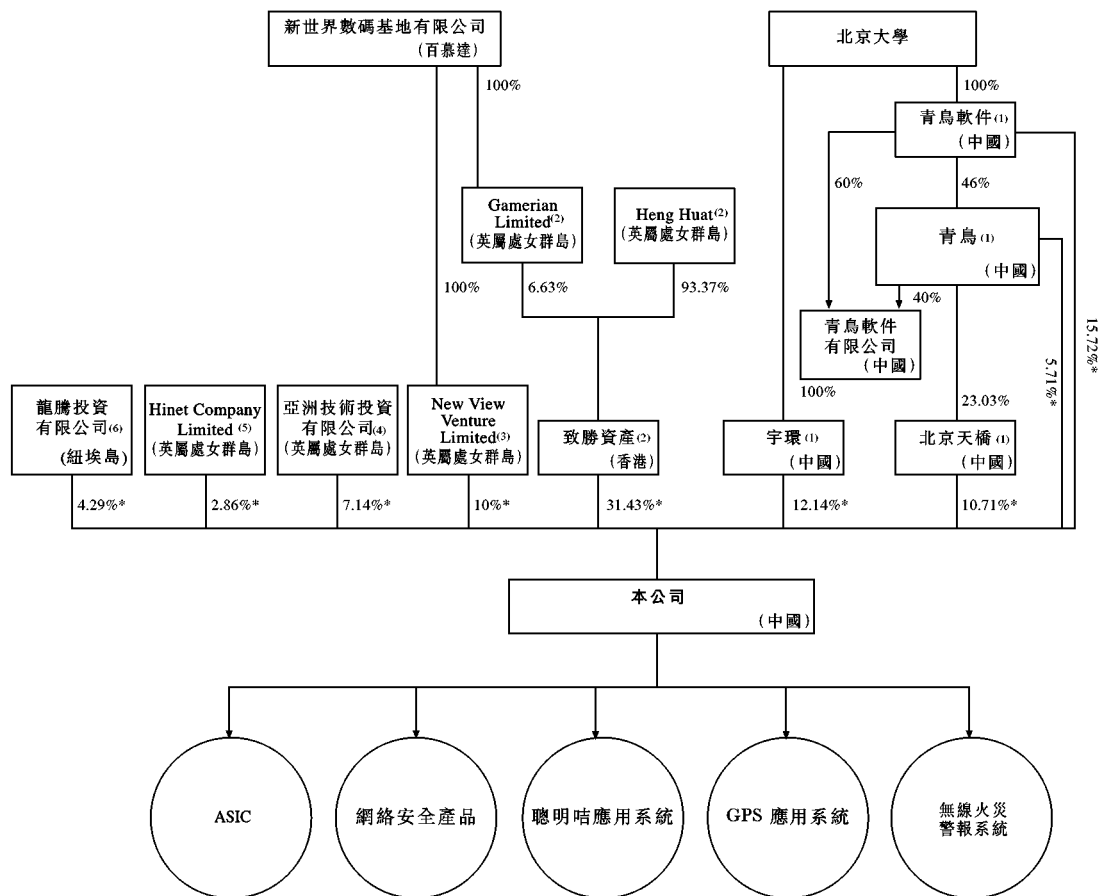 新世界數碼基地有限公司
(百慕達)
北京大學
100%
100%
青鳥軟件(1)
(中國)
60%
46%
Gamerian
Limited(2)
(英屬處女群島)
Heng Huat(2)
(英屬處女群島)
青鳥(1)
(中國)
100%
6.63%
93.37%
40%
青鳥軟件
有限公司
(中國)
15.72%*
5.71%*
100%
23.03%
龍騰投資
有限公司(6)
(紐埃島)
Hinet Company
Limited (5)
(英屬處女群島)
亞洲技術投資
有限公司(4)
(英屬處女群島)
New View
Venture
Limited(3)
(英屬處女群島)
致勝資產(2)
(香港)
宇環(1)
(中國)
北京天橋(1)
(中國)
4.29%*
2.86%*
7.14%*
10%*
31.43%*
12.14%*
10.71%*
本公司
(中國)
ASIC
網絡安全產品
聰明咭應用系統
GPS 應用系統
無線火災
警報系統